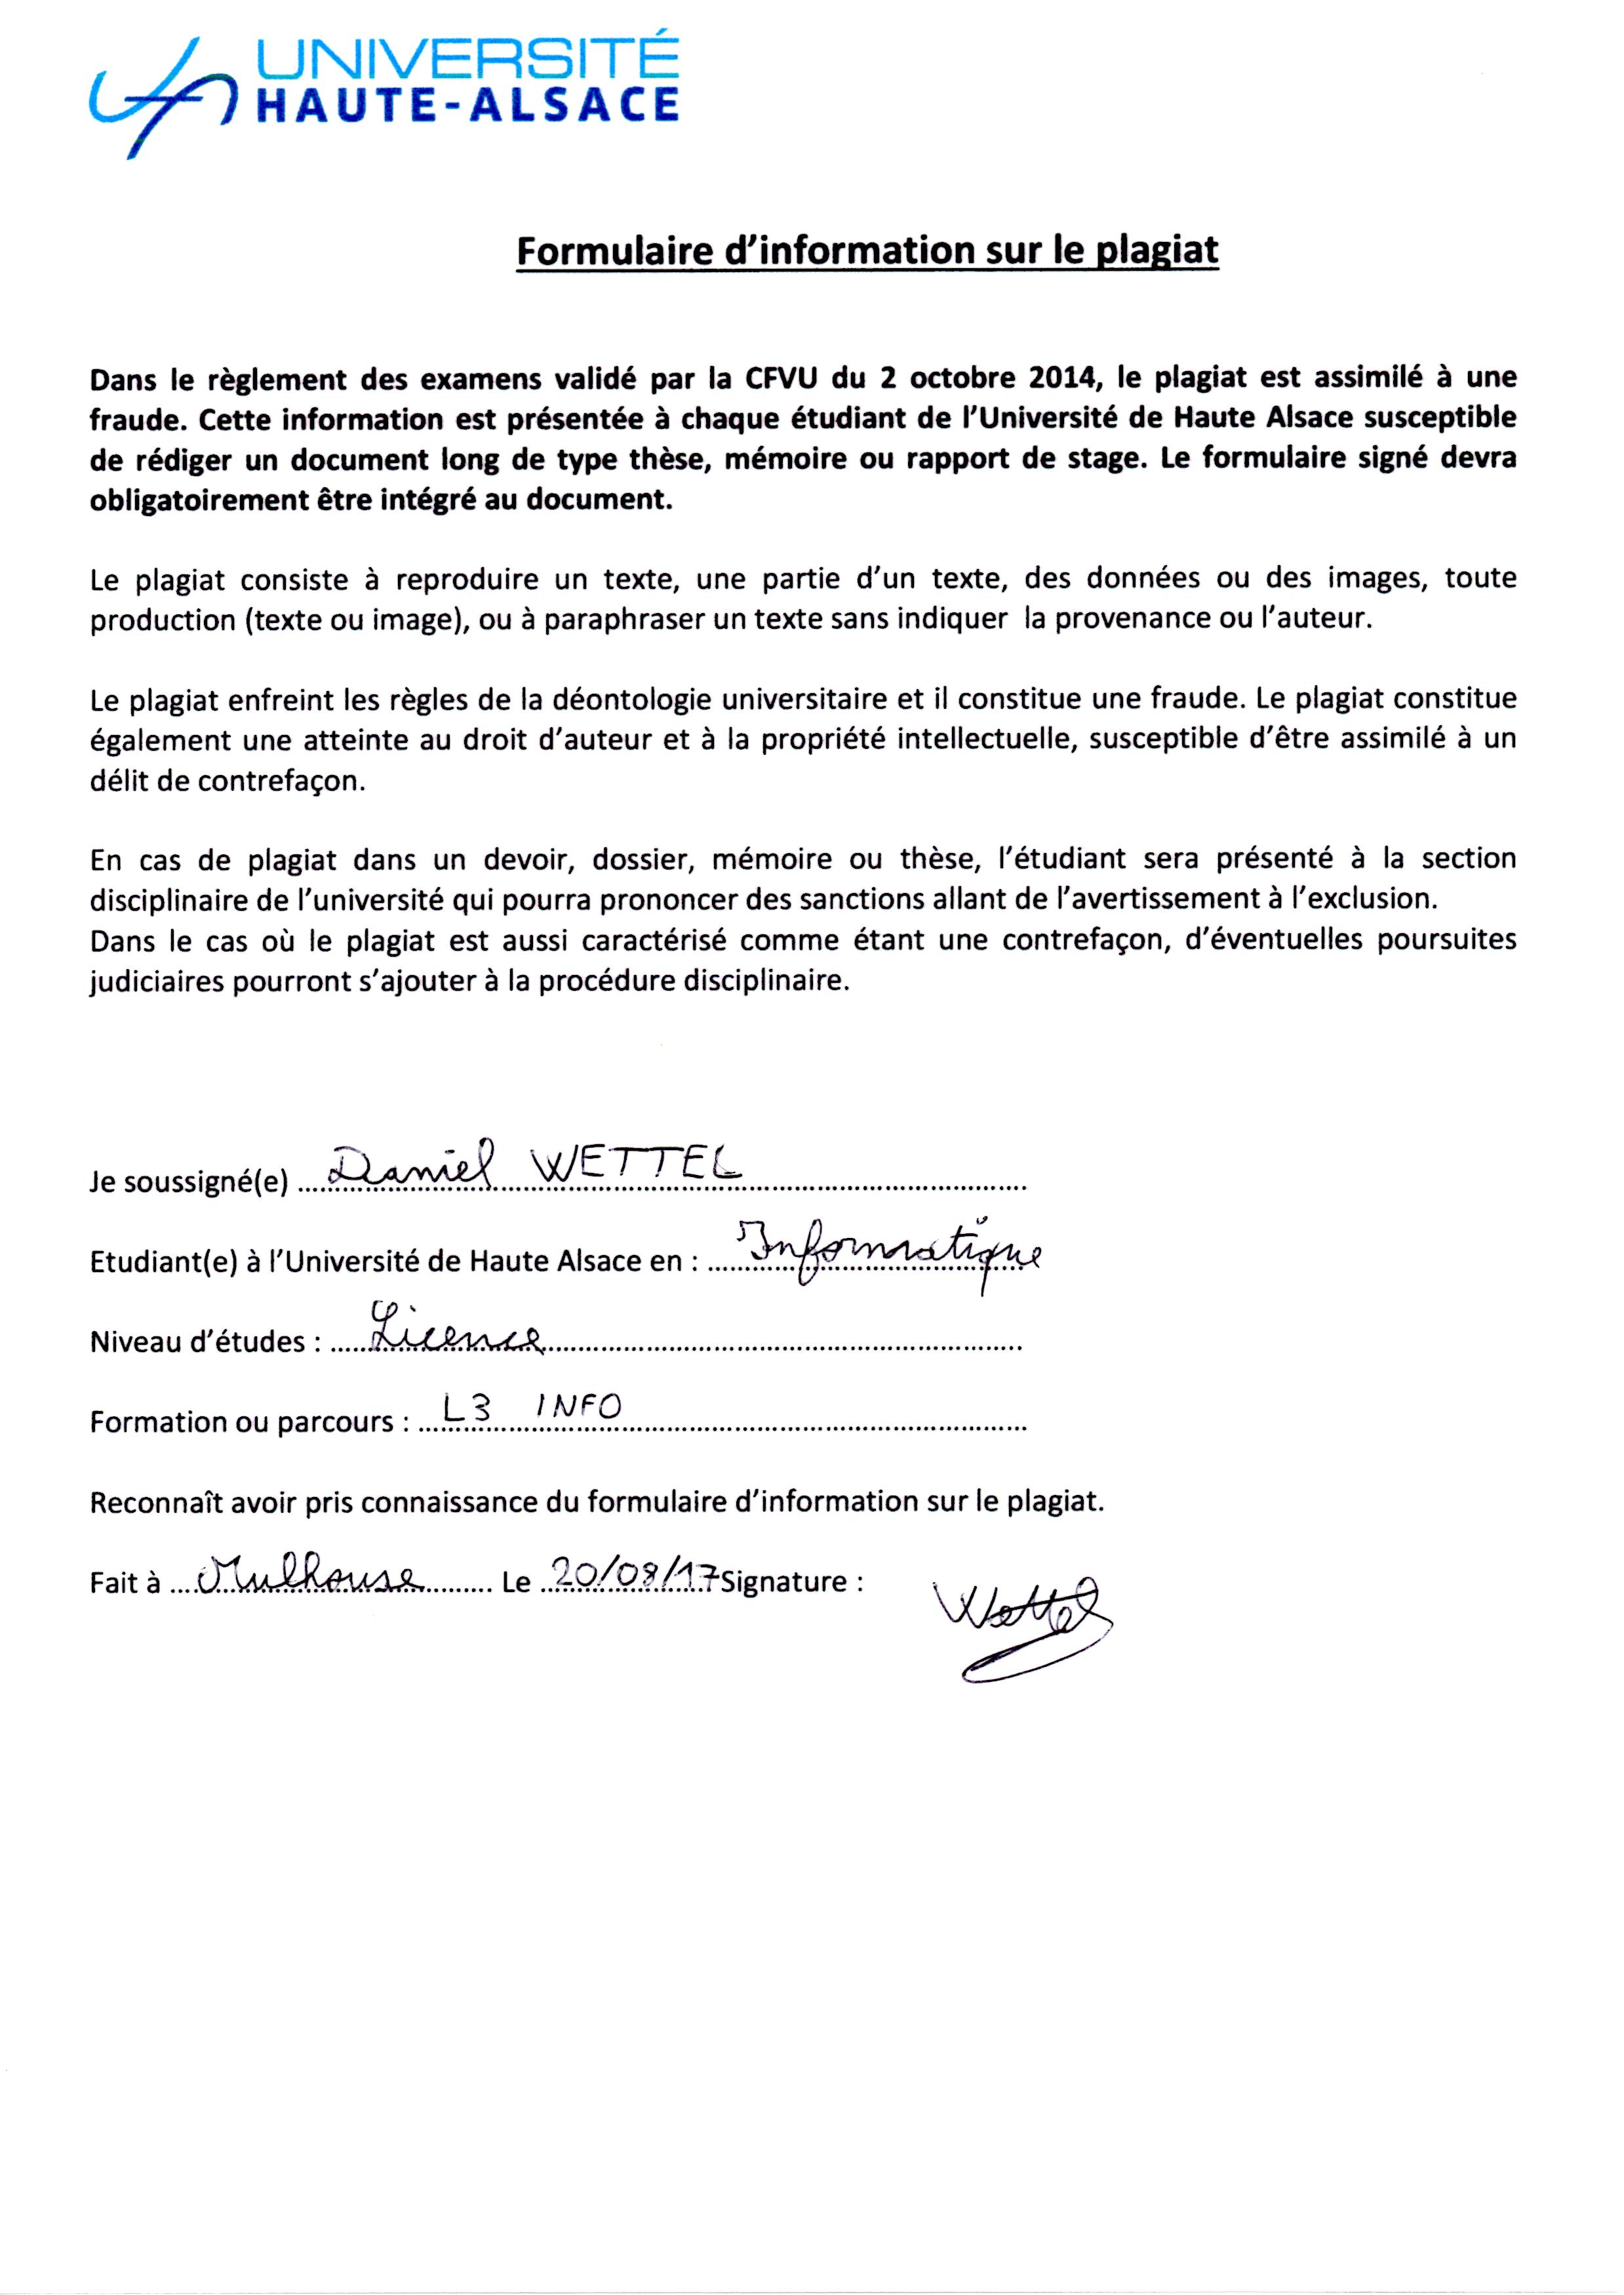 UNIVERSITÉ
HAUTE-ALSACE
Formulaire d'information sur le plagiat
Dans le règlement des examens validé par la CFVU du 2 octobre 2014, le plagiat est assimilé à une
fraude. Cette information est présentée à chaque étudiant de l'Université de Haute Alsace susceptible
de rédiger un document long de type thèse, mémoire ou rapport de stage. Le formulaire signé devra
obligatoirement être intégré au document.
Le plagiat consiste à reproduire un texte, une partie d'un texte, des données ou des images, toute
production (texte ou image), ou à paraphraser un texte sans indiquer la provenance ou l'auteur.
Le plagiat enfreint les règles de la déontologie universitaire et il constitue une fraude. Le plagiat constitue
également une atteinte au droit d'auteur et à la propriété intellectuelle, susceptible d'être assimilé à un
délit de contrefaçon.
En cas de plagiat dans un devoir, dossier, mémoire ou thèse, l'étudiant sera présenté à la section
disciplinaire de l'université qui pourra prononcer des sanctions allant de l'avertissement à l'exclusion.
Dans le cas où le plagiat est aussi caractérisé comme étant une contrefaçon, d'éventuelles poursuites
judiciaires pourront s'ajouter à la procédure disciplinaire.
Je soussigné(e) Daniel WETTEL
Etudiant(e) à l'Université de Haute Alsace en : Informatique
Niveau d'études : Licence
Formation ou parcours : L3 INFO
Reconnaît avoir pris connaissance du formulaire d'information sur le plagiat.
Fait à Mulhouse Le 20/08/17 Signature :
Wettel